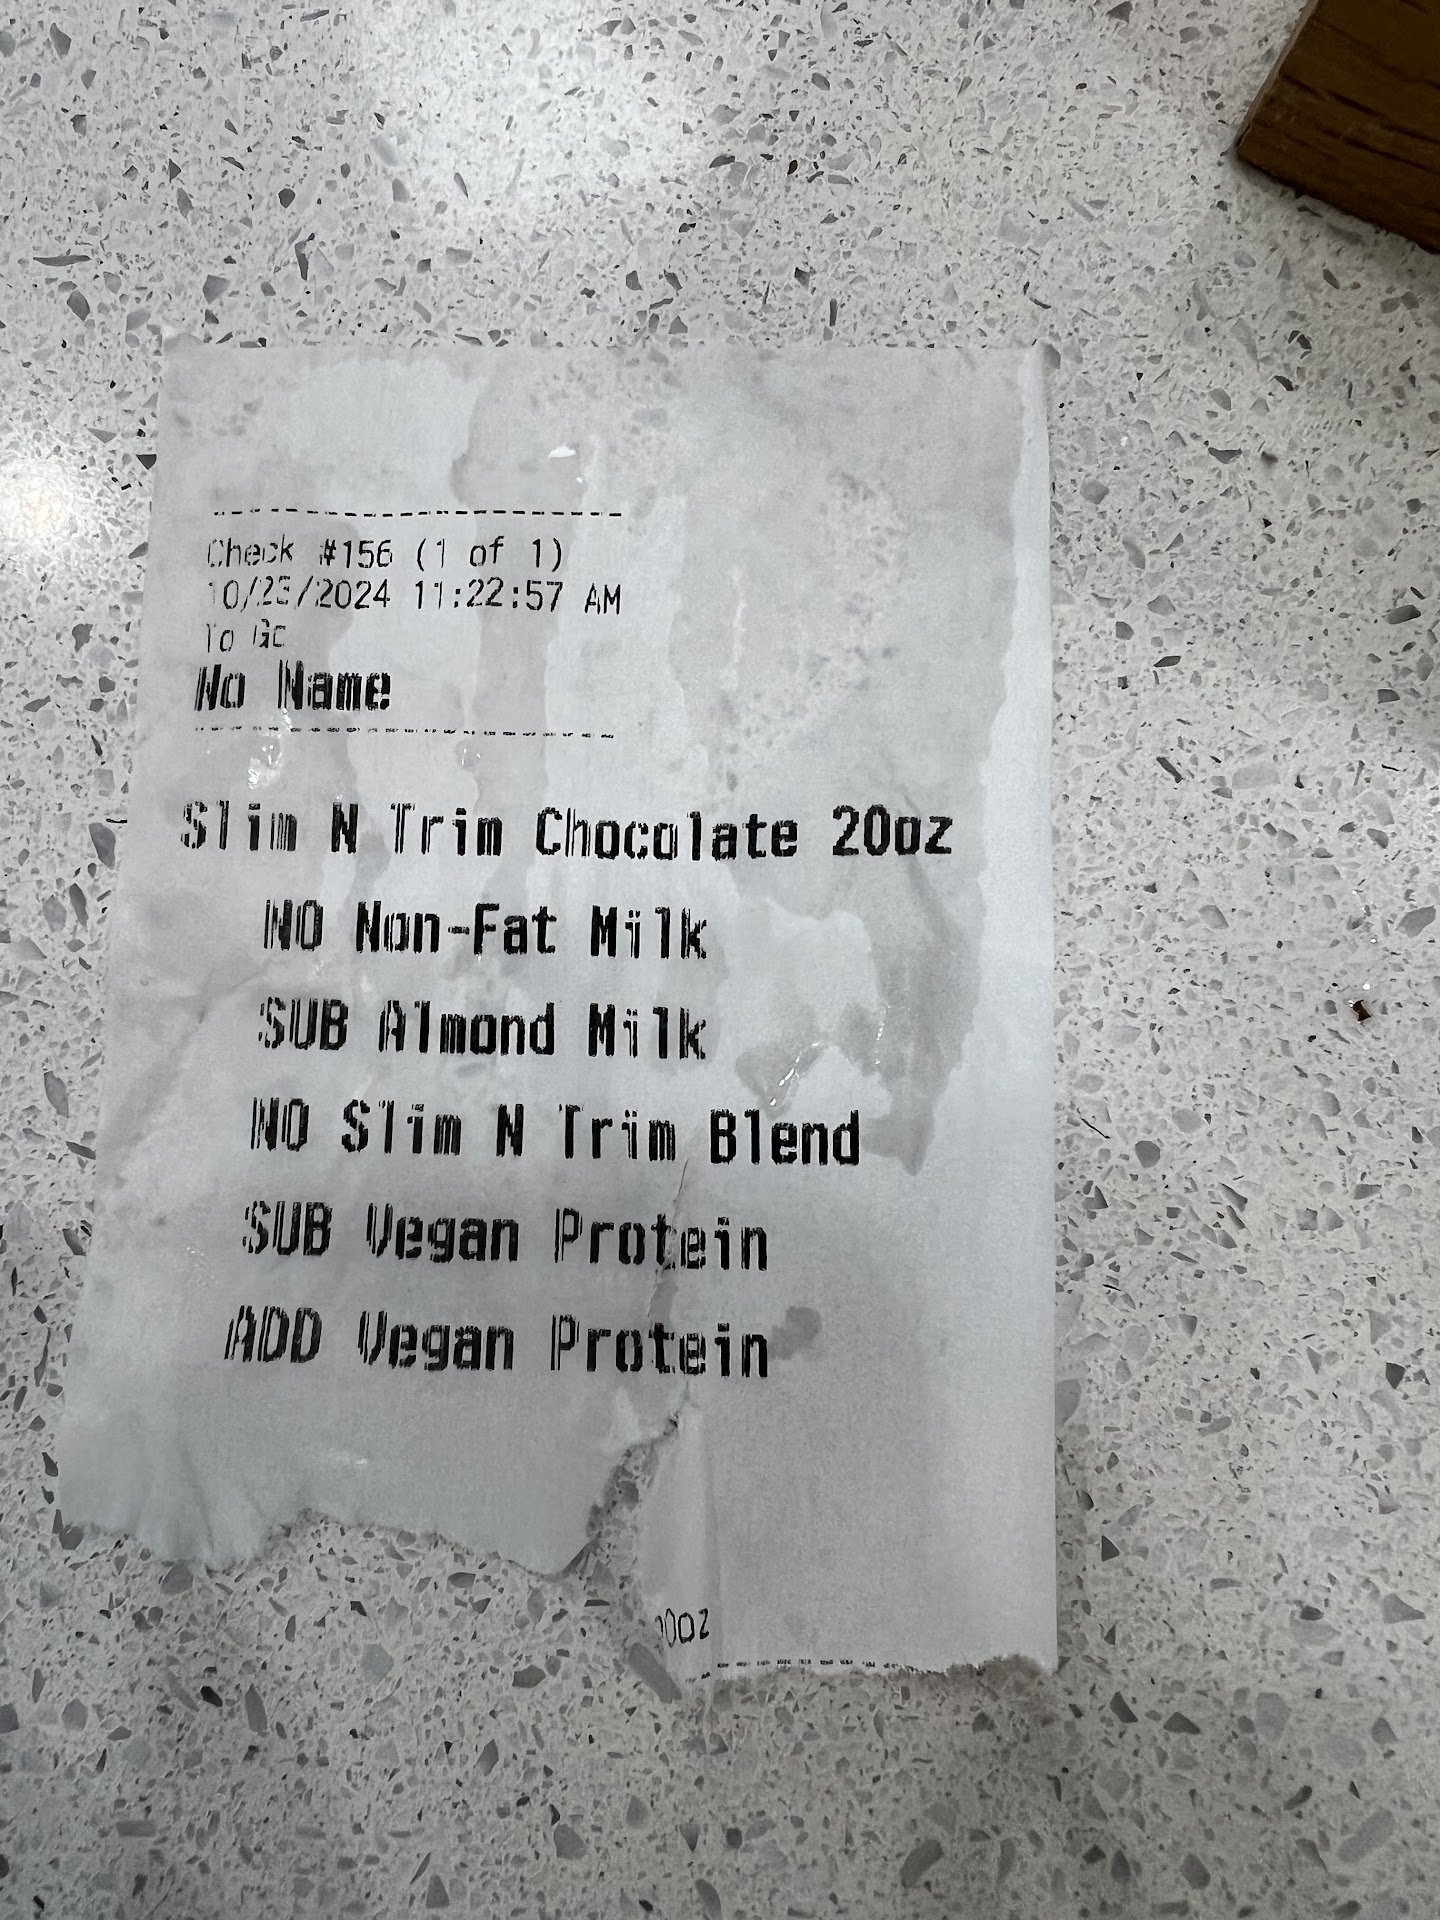 Check #156 (1 of 1)
10/23/2024 11:22:57 AM
To Go
No Name
Slim N Trim Chocolate 20oz
NO Non-Fat Milk
SUB Almond Milk
NO Slim N Trim Blend
SUB Vegan Protein
ADD Vegan Protein